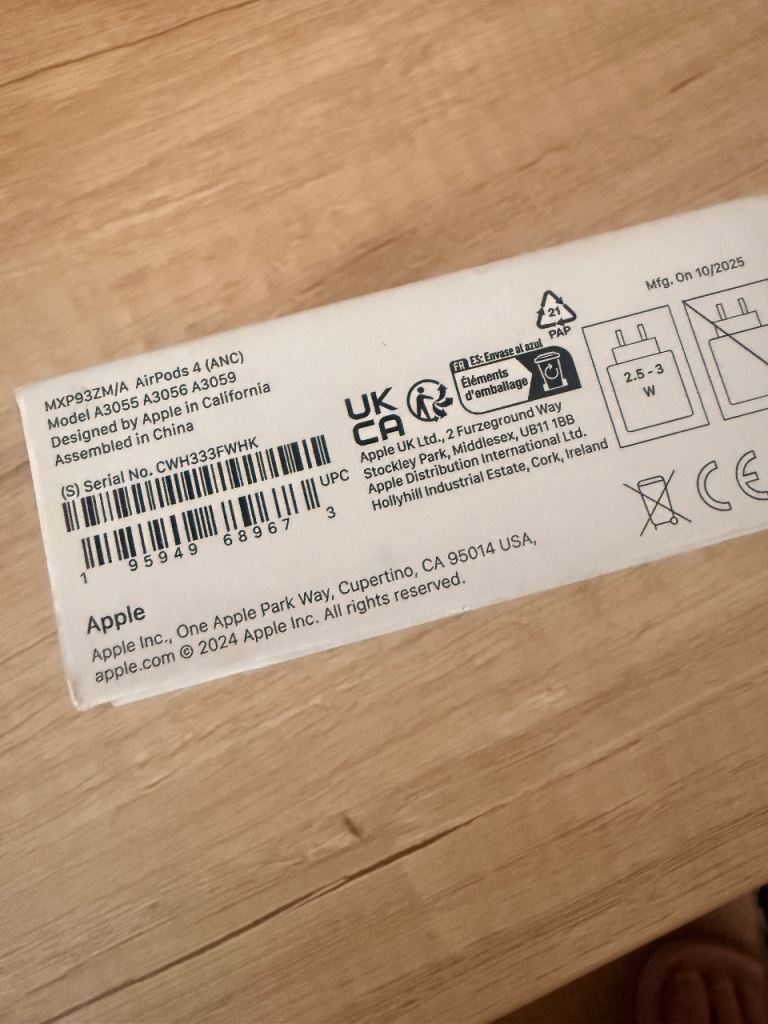 MXP93ZM/A AirPods 4 (ANC)
Model A3055 A3056 A3059
Designed by Apple in California
Assembled in China
(S) Serial No. CWH333FWHK
UPC
1 95949 68967 3
Apple
Apple Inc., One Apple Park Way, Cupertino, CA 95014 USA,
apple.com © 2024 Apple Inc. All rights reserved.
UK
CA
FR ES: Envase al azul
Éléments
d'emballage
21
PAP
Apple UK Ltd., 2 Furzeground Way
Stockley Park, Middlesex, UB11 1BB
Apple Distribution International Ltd.
Hollyhill Industrial Estate, Cork, Ireland
Mfg. On 10/2025
2.5 - 3
W
CE